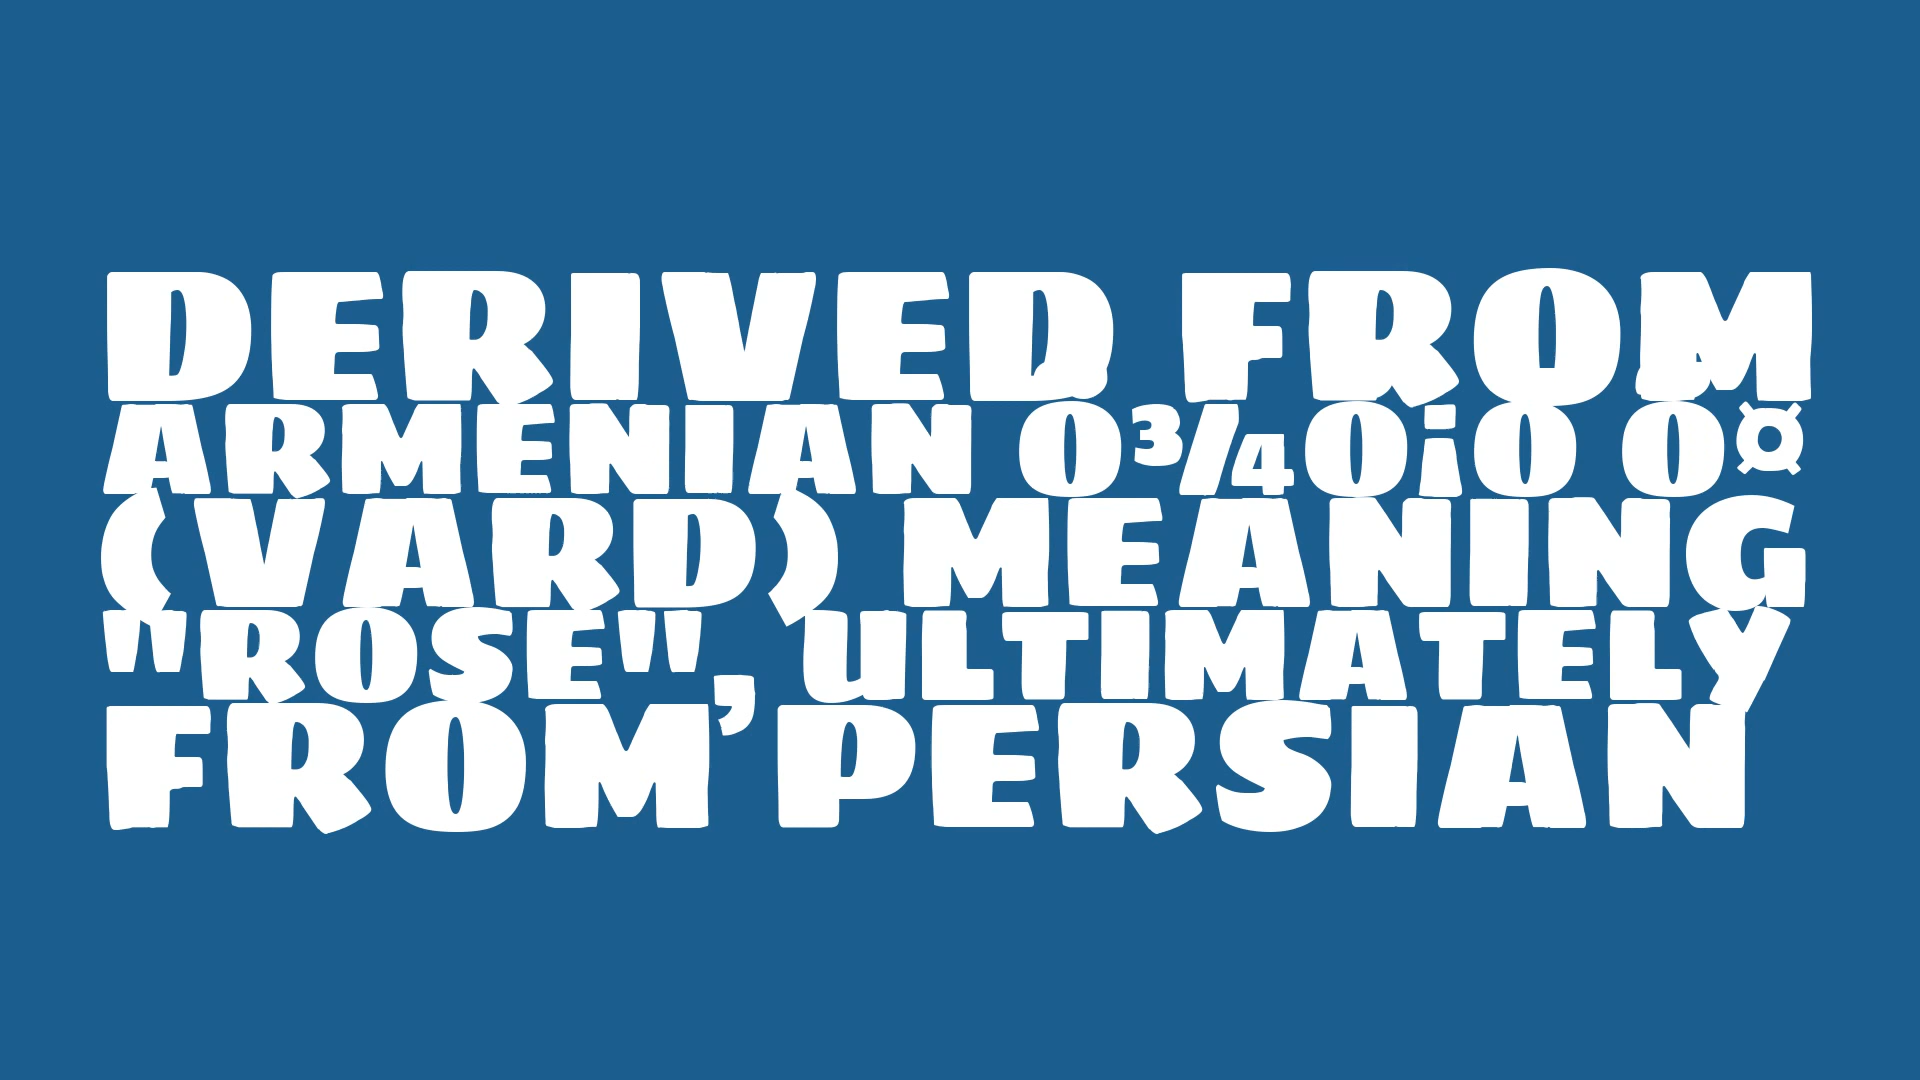 DERIVED FROM
ARMENIAN Õ¾Õ¡Ö Õ¤
(VARD) MEANING
"ROSE", ULTIMATELY
FROM PERSIAN